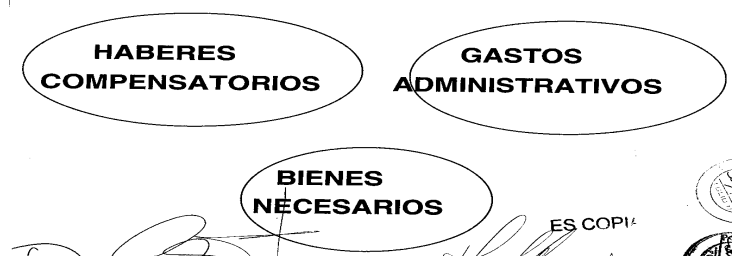 HABERES
COMPENSATORIOS
GASTOS
ADMINISTRATIVOS
BIENES
NECESARIOS
ES COPIA